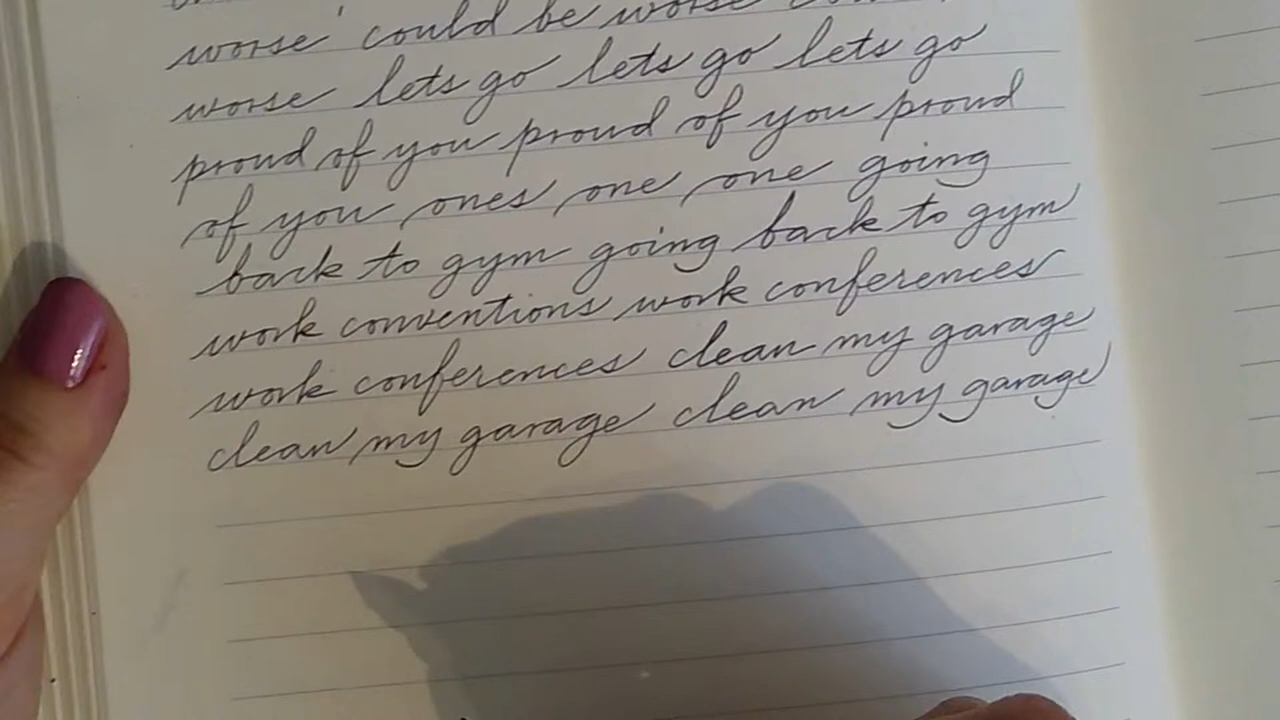 worse could be worse
worse lets go lets go lets go
proud of you proud of you proud
of you ones one one going
back to gym going back to gym
work conventions work conferences
work conferences clean my garage
clean my garage clean my garage